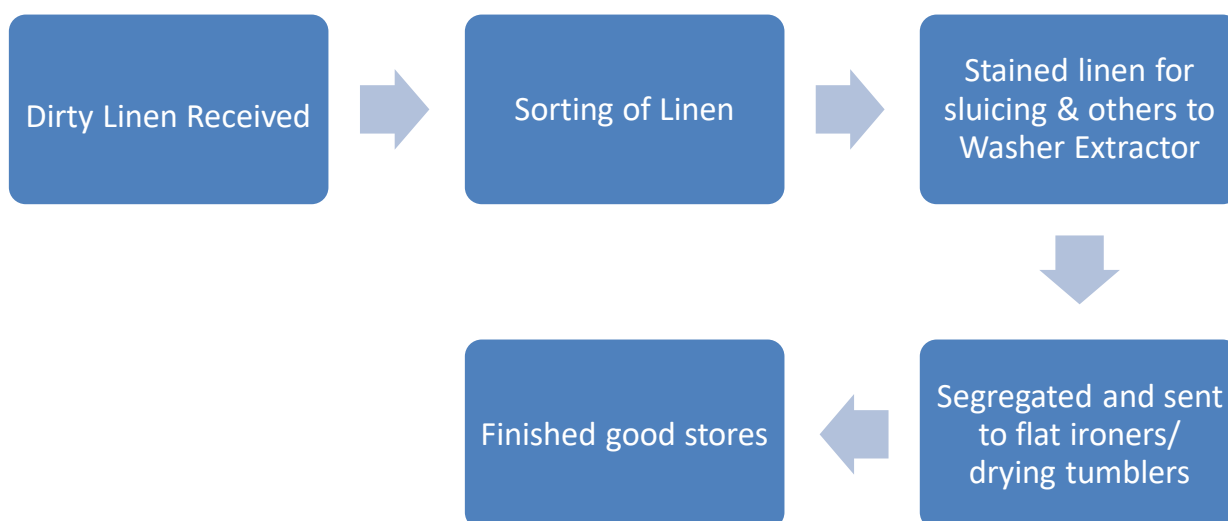 Dirty Linen Received
Sorting of Linen
Stained linen for
sluicing & others to
Washer Extractor
Segregated and sent
to flat ironers/
drying tumblers
Finished good stores